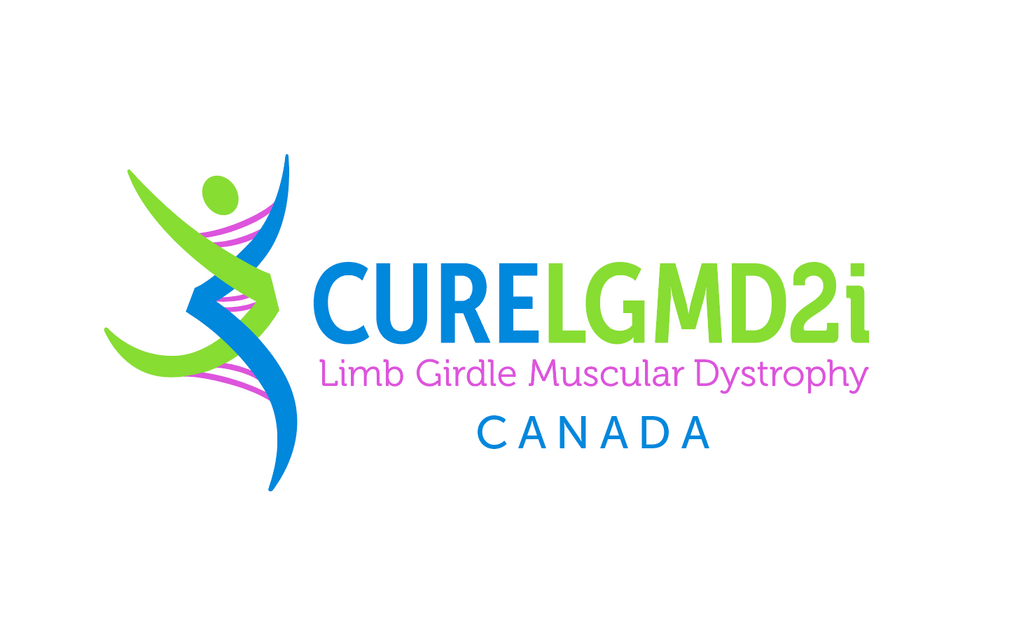 CURELGMD2i
Limb Girdle Muscular Dystrophy
CANADA